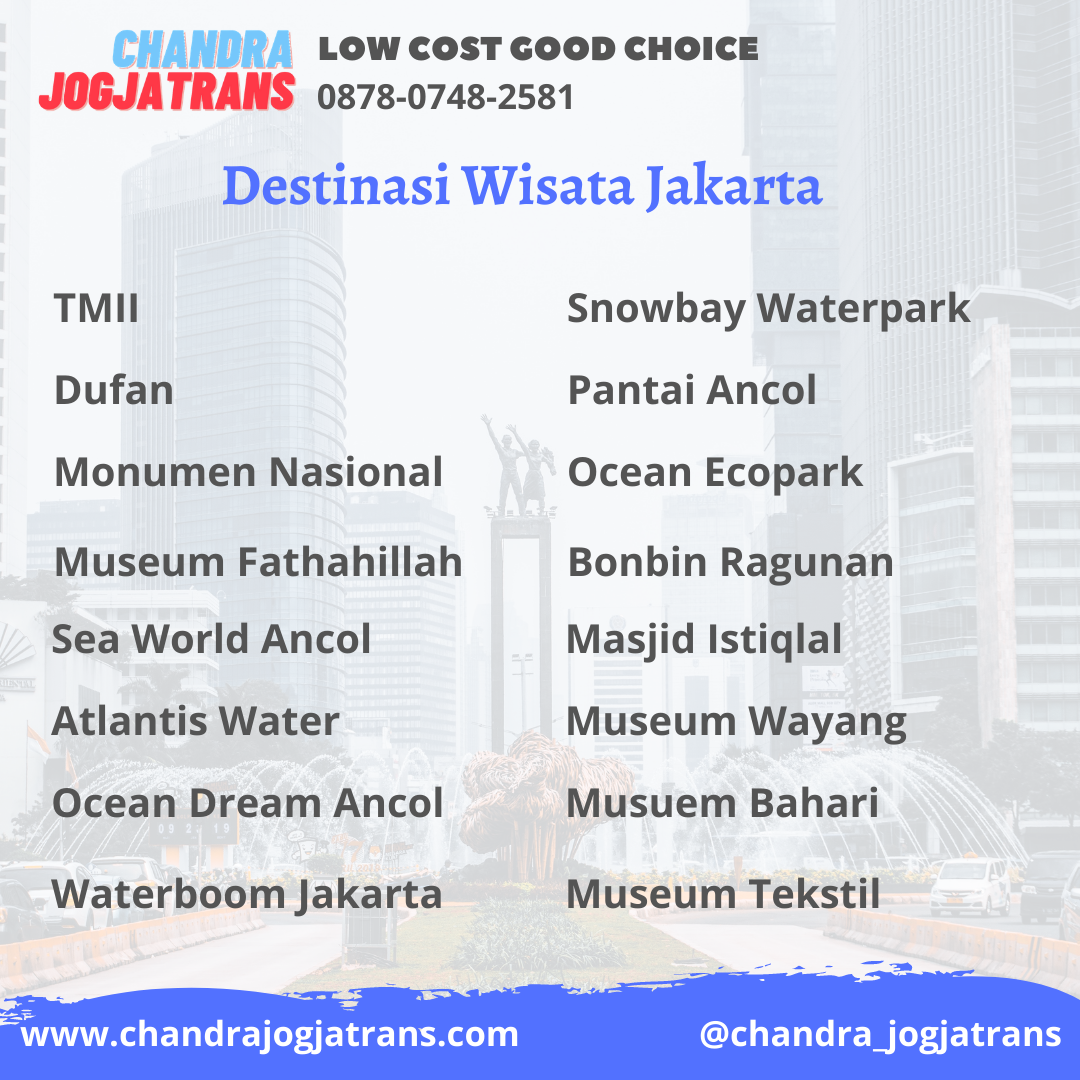 CHANDRA
JOGJATRANS
LOW COST GOOD CHOICE
0878-0748-2581
Destinasi Wisata Jakarta
TMII
Dufan
Monumen Nasional
Museum Fathahillah
Sea World Ancol
Atlantis Water
Ocean Dream Ancol
Waterboom Jakarta
Snowbay Waterpark
Pantai Ancol
Ocean Ecopark
Bonbin Ragunan
Masjid Istiqlal
Museum Wayang
Musuem Bahari
Museum Tekstil
www.chandrajogjatrans.com
@chandra_jogjatrans